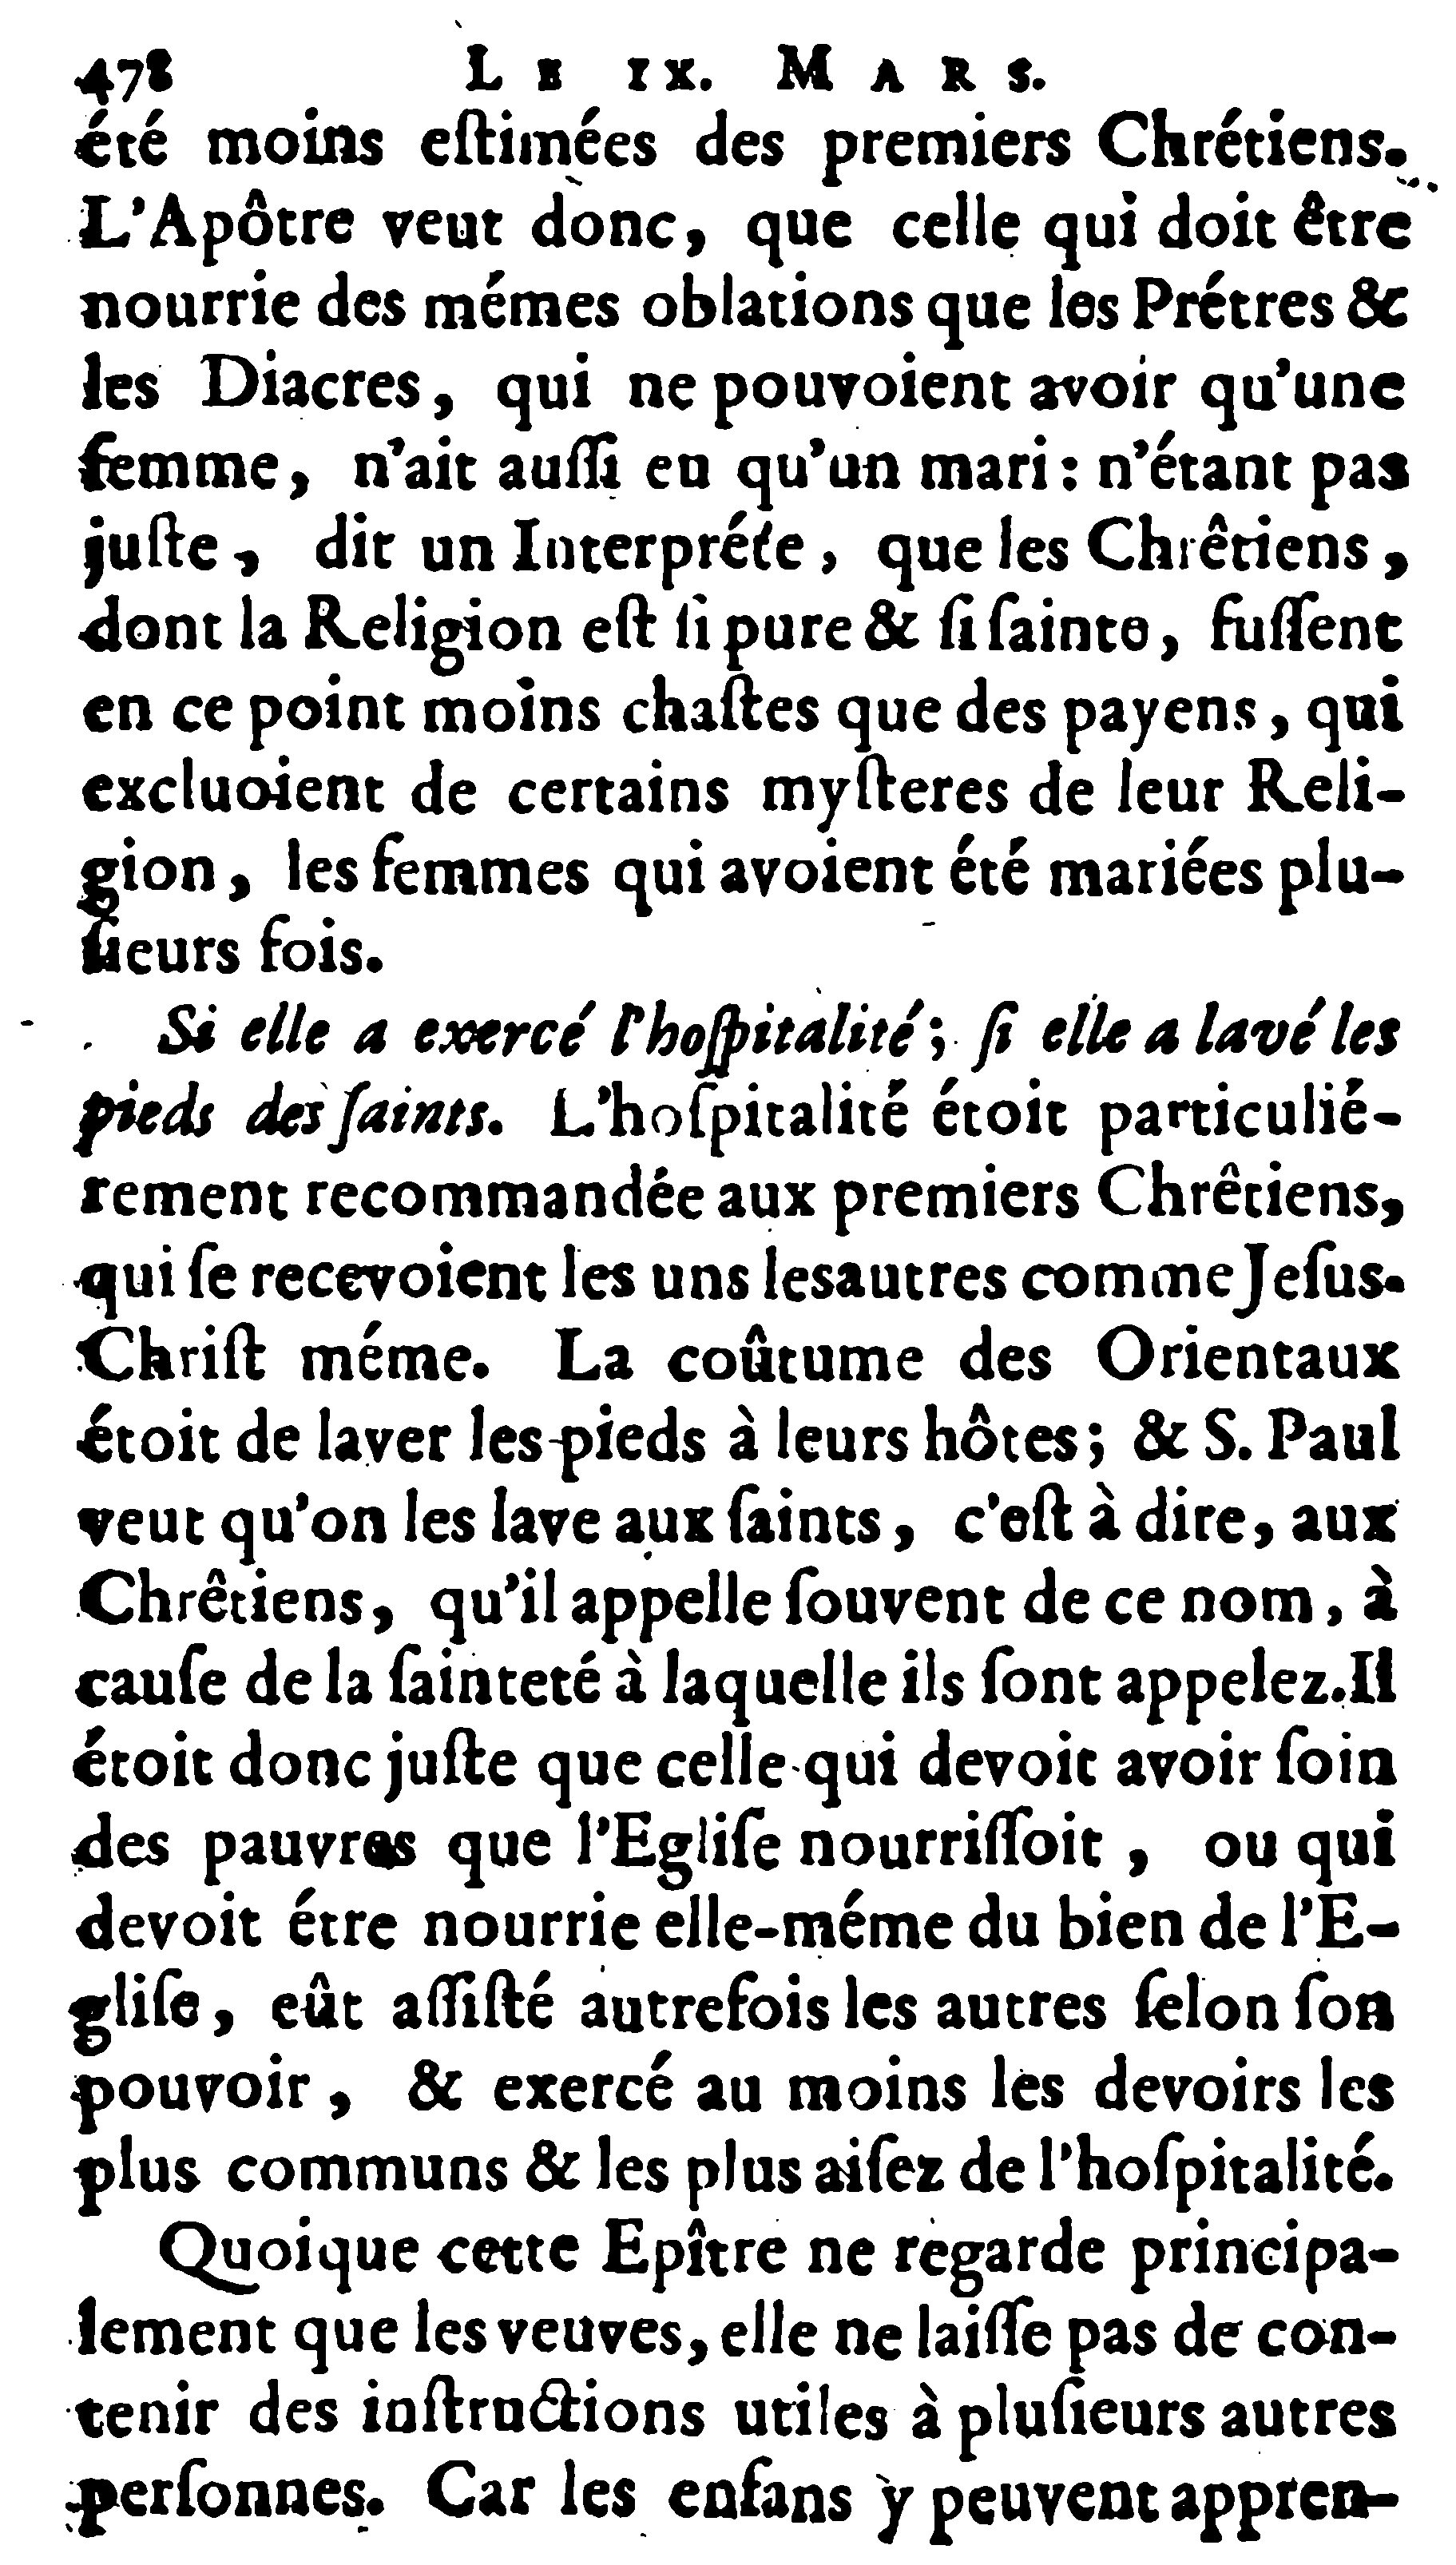 478 LE IX. MARS.
été moins eſtimées des premiers Chrétiens.
L'Apôtre veut donc, que celle qui doit être
nourrie des mémes oblations que les Prétres &
les Diacres, qui ne pouvoient avoir qu'une
femme, n'ait auſſi eu qu'un mari: n'étant pas
juſte, dit un Interpréte, que les Chrêtiens,
dont la Religion eſt ſi pure & ſi ſainte, fuſſent
en ce point moins chaſtes que des payens, qui
excluoient de certains myſteres de leur Reli-
gion, les femmes qui avoient été mariées plu-
ſieurs fois.
Si elle a exercé l'hoſpitalité; ſi elle a lavé les
pieds des ſaints. L'hoſpitalité étoit particulié-
rement recommandée aux premiers Chrêtiens,
qui ſe recevoient les uns lesautres comme Jeſus-
Chriſt méme. La coûtume des Orientaux
étoit de laver les pieds à leurs hôtes; & S. Paul
veut qu'on les lave aux ſaints, c'eſt à dire, aux
Chrêtiens, qu'il appelle ſouvent de ce nom, à
cauſe de la ſainteté à laquelle ils ſont appelez. Il
étoit donc juſte que celle qui devoit avoir ſoin
des pauvres que l'Egliſe nourriſſoit, ou qui
devoit étre nourrie elle-méme du bien de l'E-
gliſe, eût aſſiſté autrefois les autres ſelon ſon
pouvoir, & exercé au moins les devoirs les
plus communs & les plus aiſez de l'hoſpitalité.
Quoique cette Epître ne regarde principa-
lement que les veuves, elle ne laiſſe pas de con-
tenir des inſtructions utiles à pluſieurs autres
perſonnes. Car les enfans y peuvent appren-